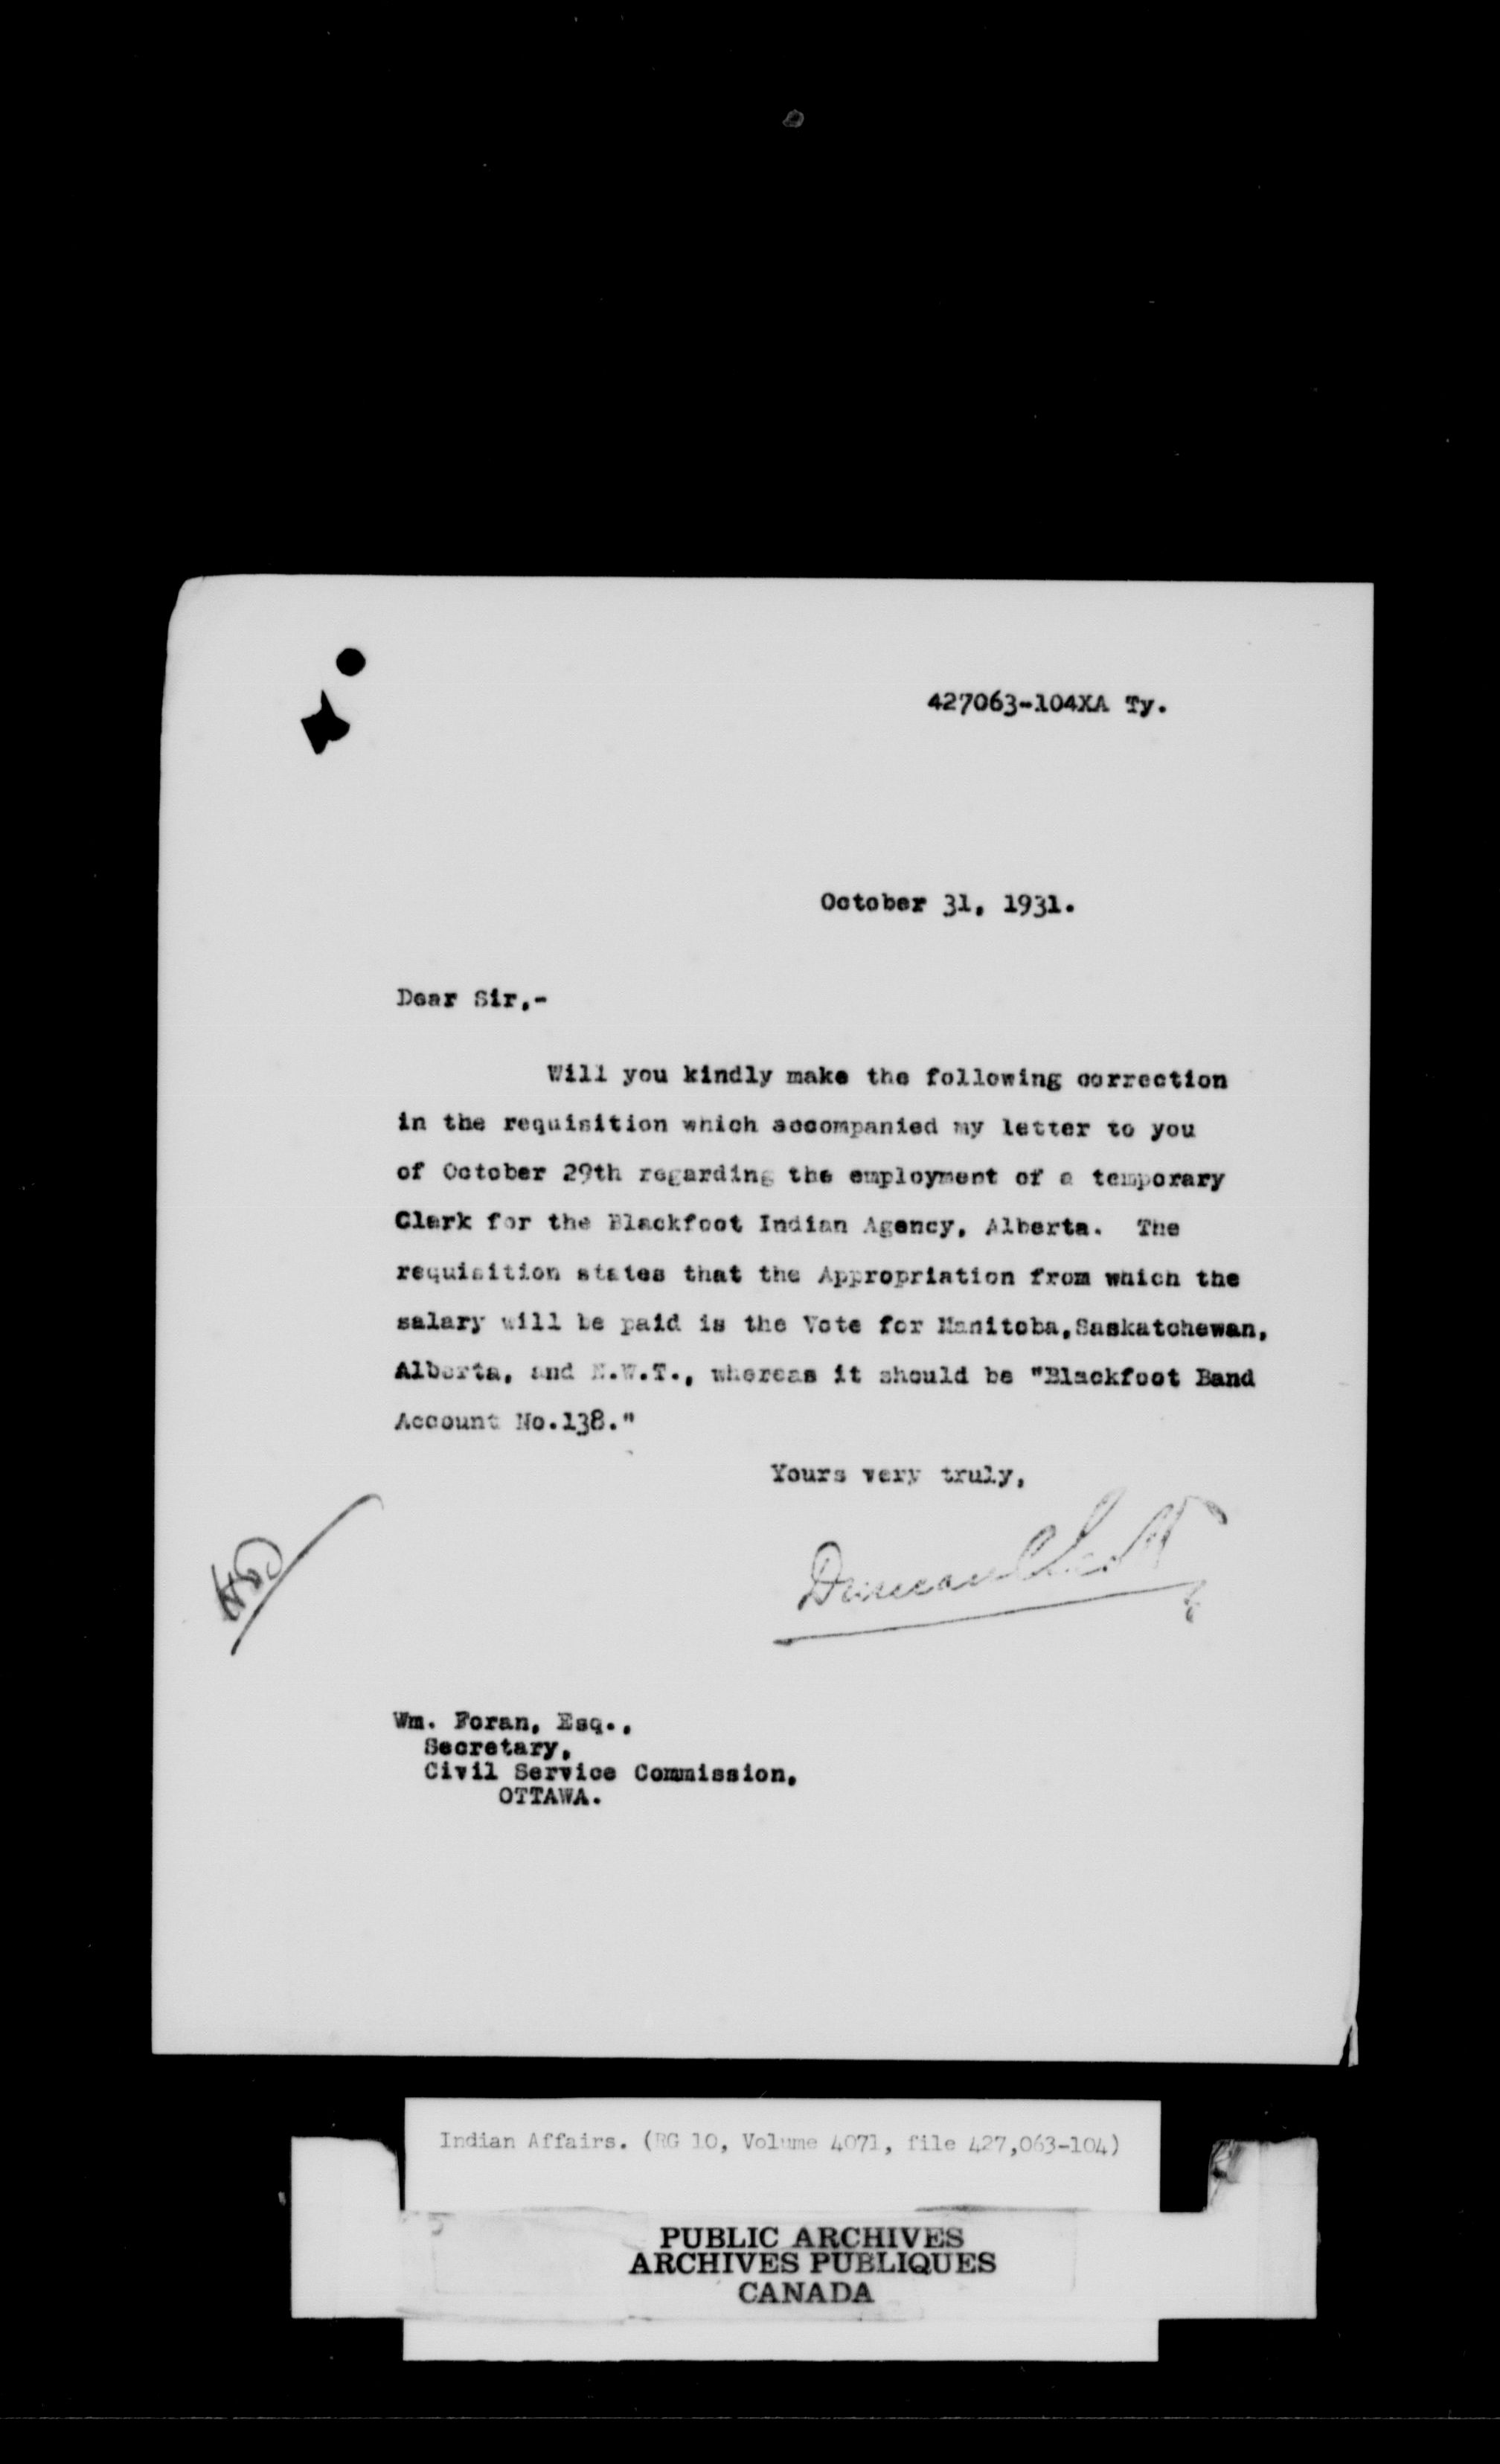 427063-104XA Ty.
October 31, 1931.
Dear Sir,-
Will you kindly make the following correction
in the requisition which accompanied my letter to you
of October 29th regarding the employment of a temporary
Clerk for the Blackfoot Indian Agency, Alberta. The
requisition states that the Appropriation from which the
salary will be paid is the Vote for Manitoba,Saskatchewan,
Alberta, and N.W.T., whereas it should be "Blackfoot Band
Account No.138."
Yours very truly,
Duncan C Scott
Wm. Foran, Esq.,
Secretary,
Civil Service Commission,
OTTAWA.
Indian Affairs. (RG 10, Volume 4071, file 427,063-104)
PUBLIC ARCHIVES
ARCHIVES PUBLIQUES
CANADA